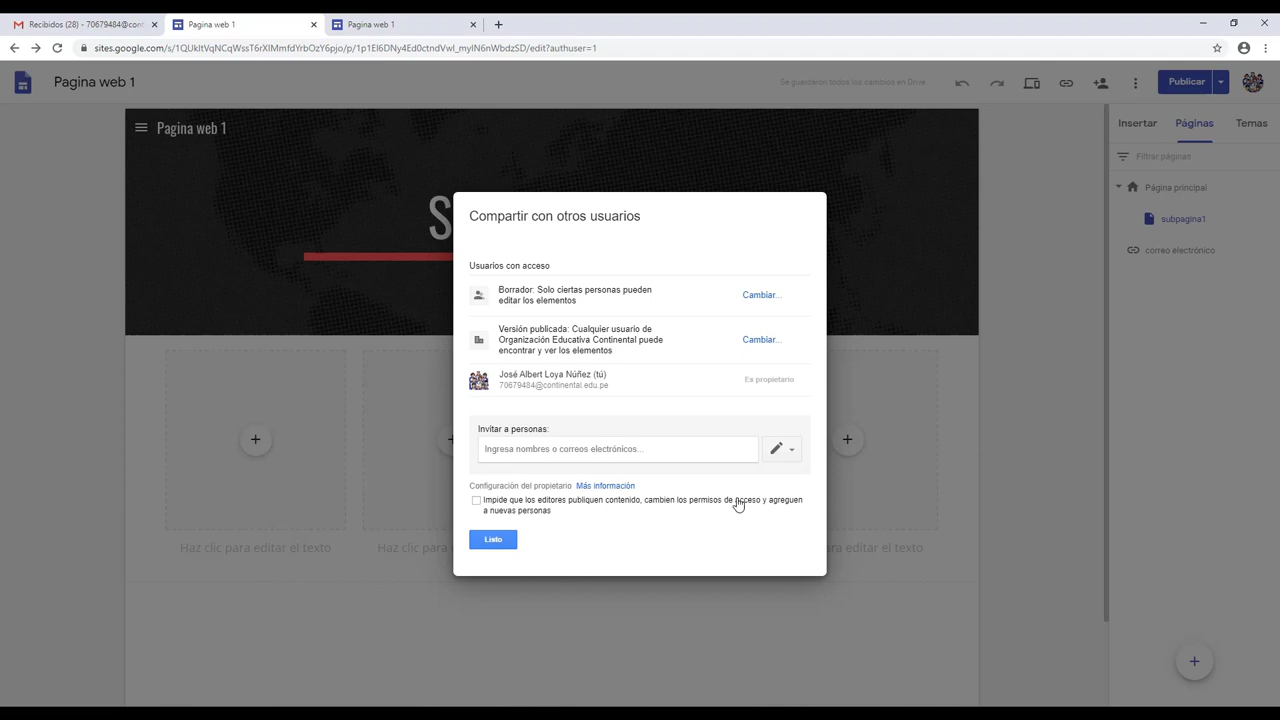 Recibidos (28) - 70679484@cont
Pagina web 1
Pagina web 1
sites.google.com/s/1QUkItVqNCqWssT6rXIMmfdYrbOzY6pjo/p/1p1EI6DNy4Ed0ctndVwI_myIN6nWbdzSD/edit?authuser=1
Pagina web 1
Se guardaron todos los cambios en Drive
Publicar
Pagina web 1
S
Insertar
Páginas
Temas
Filtrar páginas
Página principal
subpagina1
correo electrónico
Compartir con otros usuarios
Usuarios con acceso
Borrador: Solo ciertas personas pueden
editar los elementos
Cambiar...
Versión publicada: Cualquier usuario de
Organización Educativa Continental puede
encontrar y ver los elementos
Cambiar...
José Albert Loya Núñez (tú)
70679484@continental.edu.pe
Es propietario
Invitar a personas:
Ingresa nombres o correos electrónicos...
Configuración del propietario Más información
Impide que los editores publiquen contenido, cambien los permisos de acceso y agreguen
a nuevas personas
Listo
Haz clic para editar el texto
Haz clic
ra editar el texto